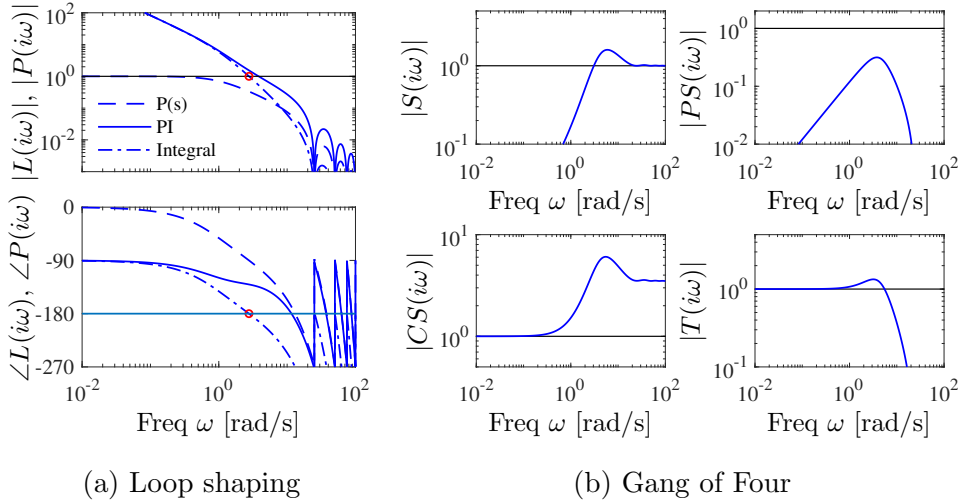 |L(iω)|, |P(iω)|
10^2
10^0
10^-2
P(s)
PI
Integral
∠L(iω), ∠P(iω)
0
-90
-180
-270
10^-2 10^0 10^2
Freq ω [rad/s]
(a) Loop shaping
|S(iω)|
10^1
10^0
10^-1
10^-2 10^0 10^2
Freq ω [rad/s]
|PS(iω)|
10^0
10^-1
10^-2
10^-2 10^0 10^2
Freq ω [rad/s]
|CS(iω)|
10^1
10^0
10^-2 10^0 10^2
Freq ω [rad/s]
|T(iω)|
10^1
10^0
10^-1
10^-2 10^0 10^2
Freq ω [rad/s]
(b) Gang of Four